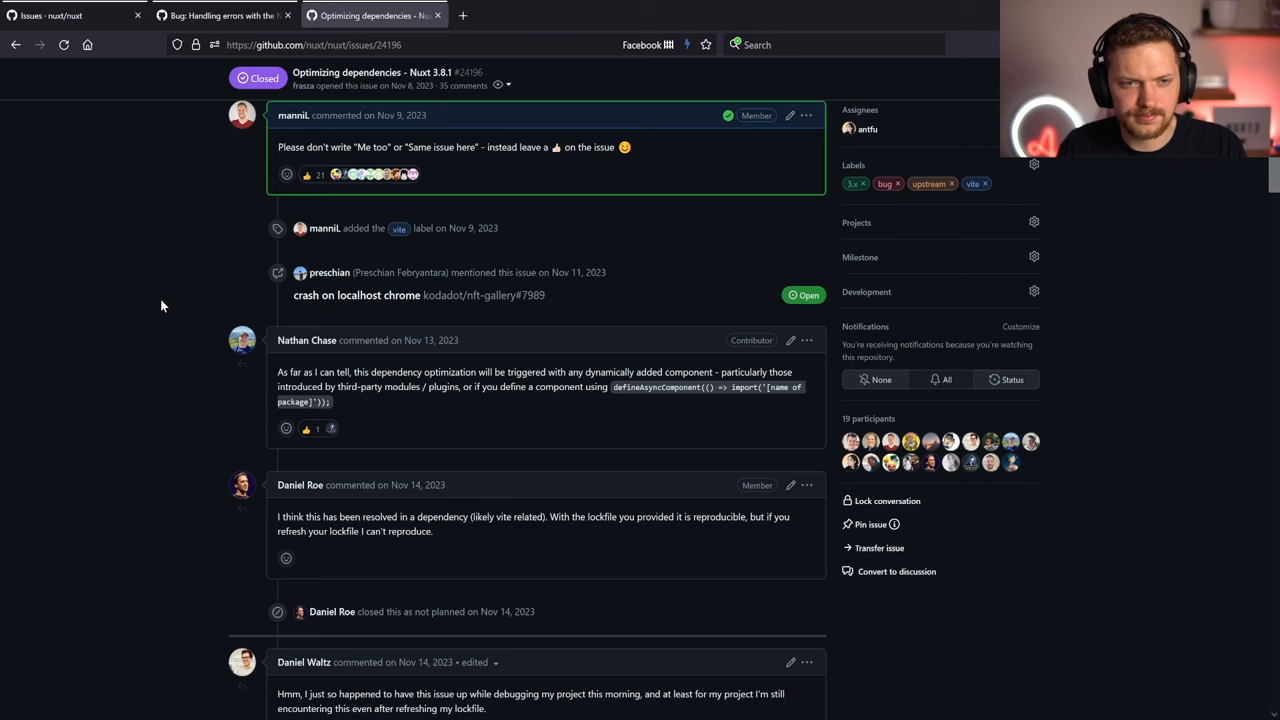 Issues · nuxt/nuxt
Bug: Handling errors with the N
Optimizing dependencies - Nux
https://github.com/nuxt/nuxt/issues/24196
Facebook
Search
Closed
Optimizing dependencies - Nuxt 3.8.1 #24196
frasza opened this issue on Nov 8, 2023 · 35 comments
manniL commented on Nov 9, 2023
Member
Please don't write "Me too" or "Same issue here" - instead leave a 👍 on the issue 😊
👍 21
manniL added the vite label on Nov 9, 2023
preschian (Preschian Febryantara) mentioned this issue on Nov 11, 2023
crash on localhost chrome kodadot/nft-gallery#7989
Open
Nathan Chase commented on Nov 13, 2023
Contributor
As far as I can tell, this dependency optimization will be triggered with any dynamically added component - particularly those
introduced by third-party modules / plugins, or if you define a component using defineAsyncComponent(() => import('[name of
package]'));
👍 1
Daniel Roe commented on Nov 14, 2023
Member
I think this has been resolved in a dependency (likely vite related). With the lockfile you provided it is reproducible, but if you
refresh your lockfile I can't reproduce.
Daniel Roe closed this as not planned on Nov 14, 2023
Daniel Waltz commented on Nov 14, 2023 • edited
Hmm, I just so happened to have this issue up while debugging my project this morning, and at least for my project I'm still
encountering this even after refreshing my lockfile.
Assignees
antfu
Labels
3.x
bug
upstream
vite
Projects
Milestone
Development
Notifications
Customize
You're receiving notifications because you're watching
this repository.
None
All
Status
19 participants
Lock conversation
Pin issue
Transfer issue
Convert to discussion